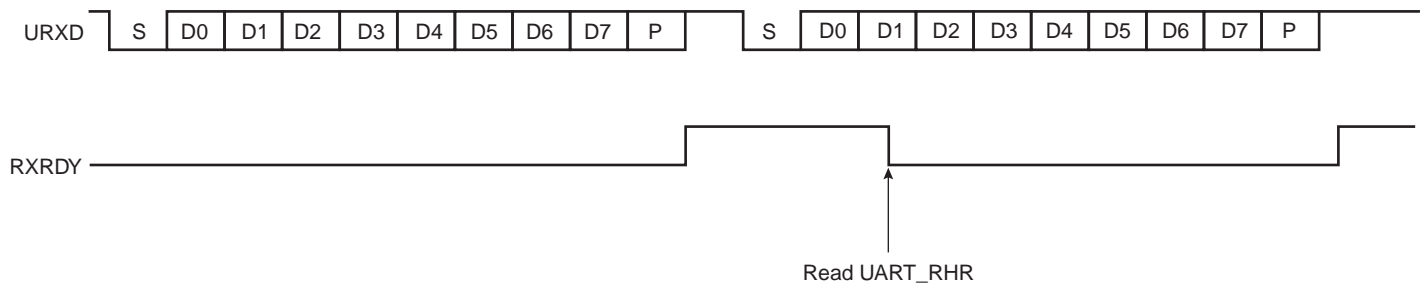 URXD S D0 D1 D2 D3 D4 D5 D6 D7 P S D0 D1 D2 D3 D4 D5 D6 D7 P
RXRDY
Read UART_RHR